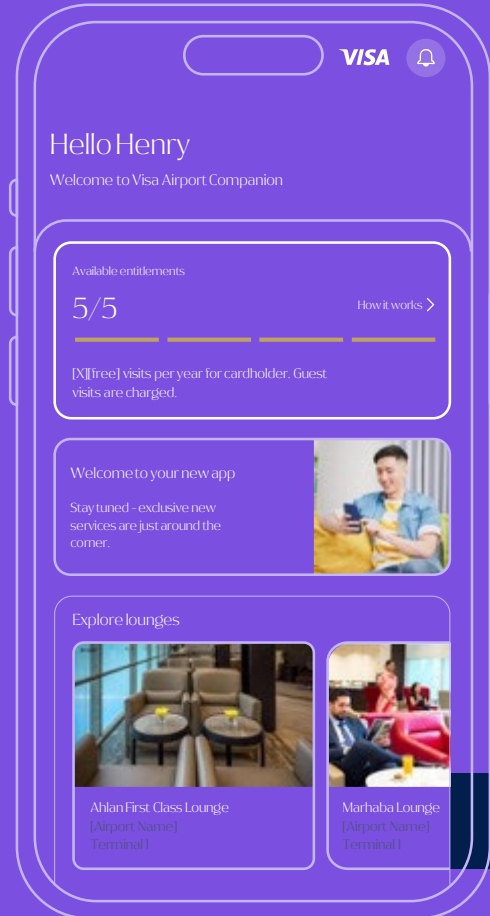 VISA
Hello Henry
Welcome to Visa Airport Companion
Available entitlements
5/5
How it works
[X][free] visits per year for cardholder. Guest
visits are charged.
Welcome to your new app
Stay tuned - exclusive new
services are just around the
corner.
Explore lounges
Ahlan First Class Lounge
[Airport Name]
Terminal 1
Marhaba Lounge
[Airport Name]
Terminal 1